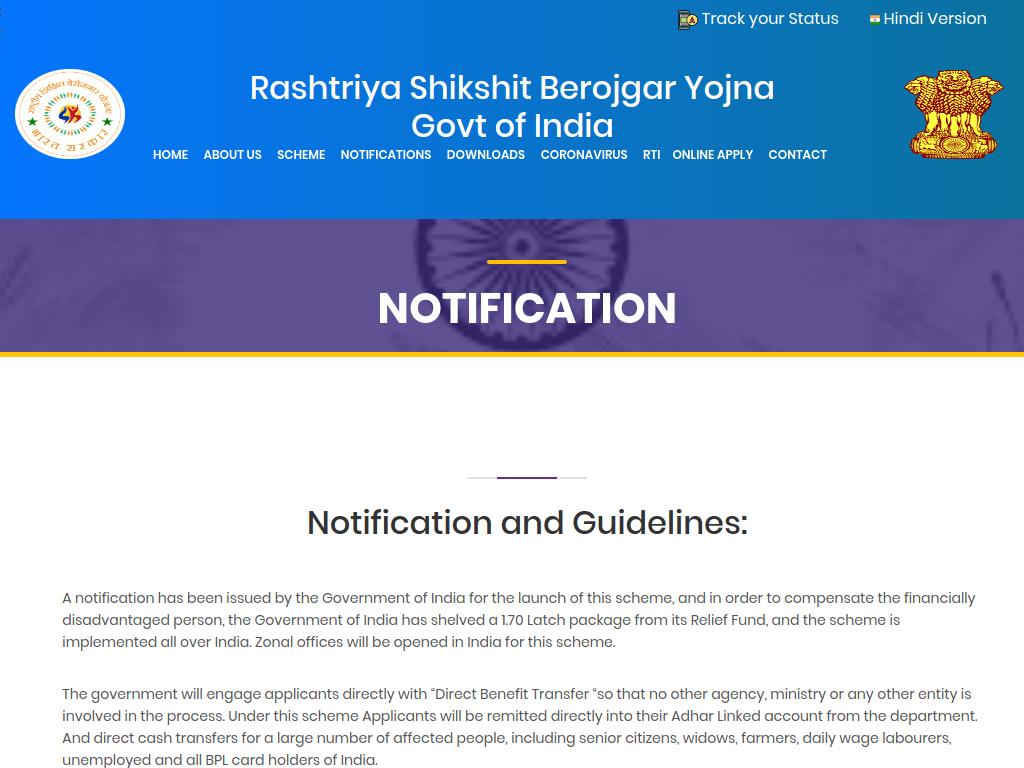 Track your Status
Hindi Version
राष्ट्रीय शिक्षित बेरोजगार योजना
भारत सरकार
Rashtriya Shikshit Berojgar Yojna
Govt of India
HOME ABOUT US SCHEME NOTIFICATIONS DOWNLOADS CORONAVIRUS RTI ONLINE APPLY CONTACT
NOTIFICATION
Notification and Guidelines:
A notification has been issued by the Government of India for the launch of this scheme, and in order to compensate the financially
disadvantaged person, the Government of India has shelved a 1.70 Latch package from its Relief Fund, and the scheme is
implemented all over India. Zonal offices will be opened in India for this scheme.
The government will engage applicants directly with “Direct Benefit Transfer “so that no other agency, ministry or any other entity is
involved in the process. Under this scheme Applicants will be remitted directly into their Adhar Linked account from the department.
And direct cash transfers for a large number of affected people, including senior citizens, widows, farmers, daily wage labourers,
unemployed and all BPL card holders of India.